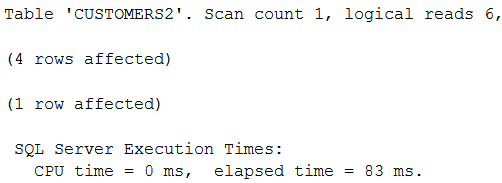 Table 'CUSTOMERS2'. Scan count 1, logical reads 6,
(4 rows affected)
(1 row affected)
SQL Server Execution Times:
CPU time = 0 ms, elapsed time = 83 ms.